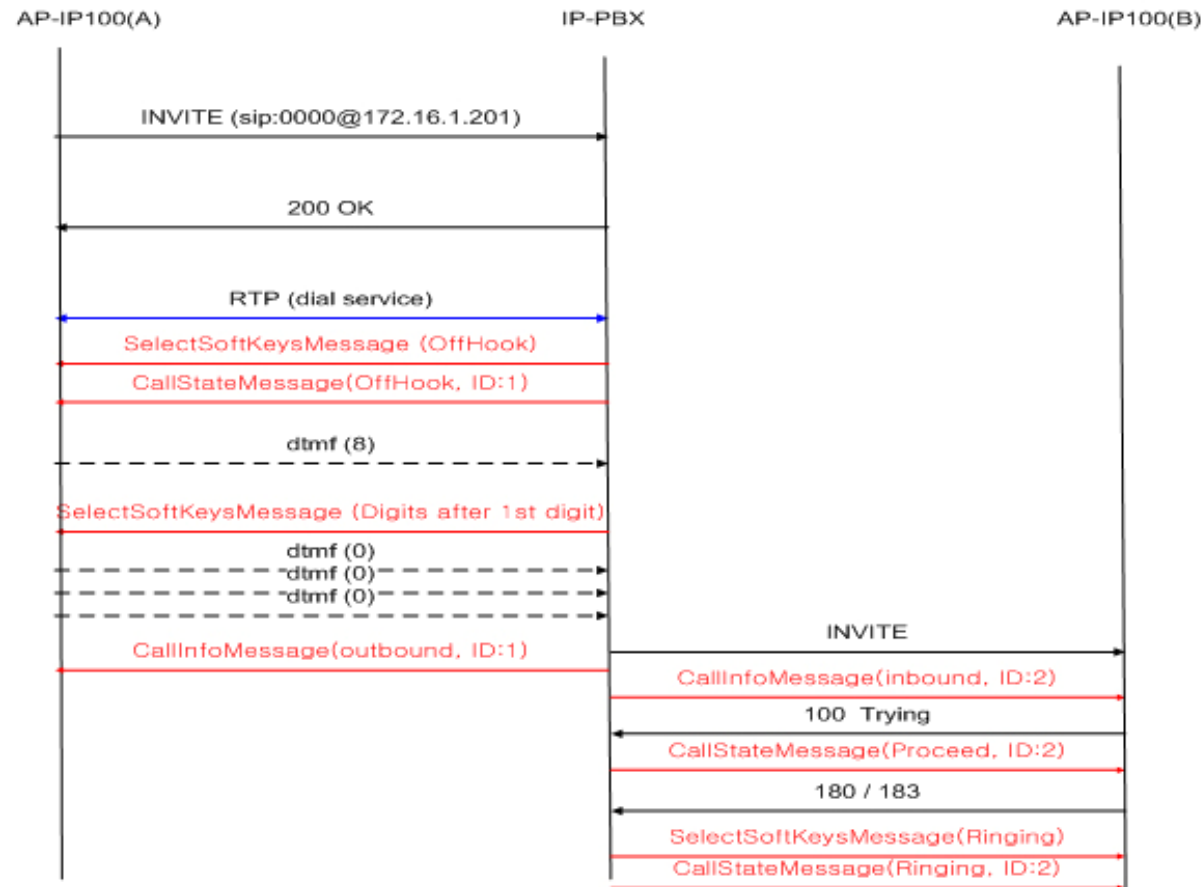 AP-IP100(A) IP-PBX AP-IP100(B)
INVITE (sip:0000@172.16.1.201)
200 OK
RTP (dial service)
SelectSoftKeysMessage (OffHook)
CallStateMessage(OffHook, ID:1)
dtmf (8)
SelectSoftKeysMessage (Digits after 1st digit)
dtmf (0)
dtmf (0)
dtmf (0)
INVITE
CallInfoMessage(outbound, ID:1)
CallInfoMessage(inbound, ID:2)
100 Trying
CallStateMessage(Proceed, ID:2)
180 / 183
SelectSoftKeysMessage(Ringing)
CallStateMessage(Ringing, ID:2)